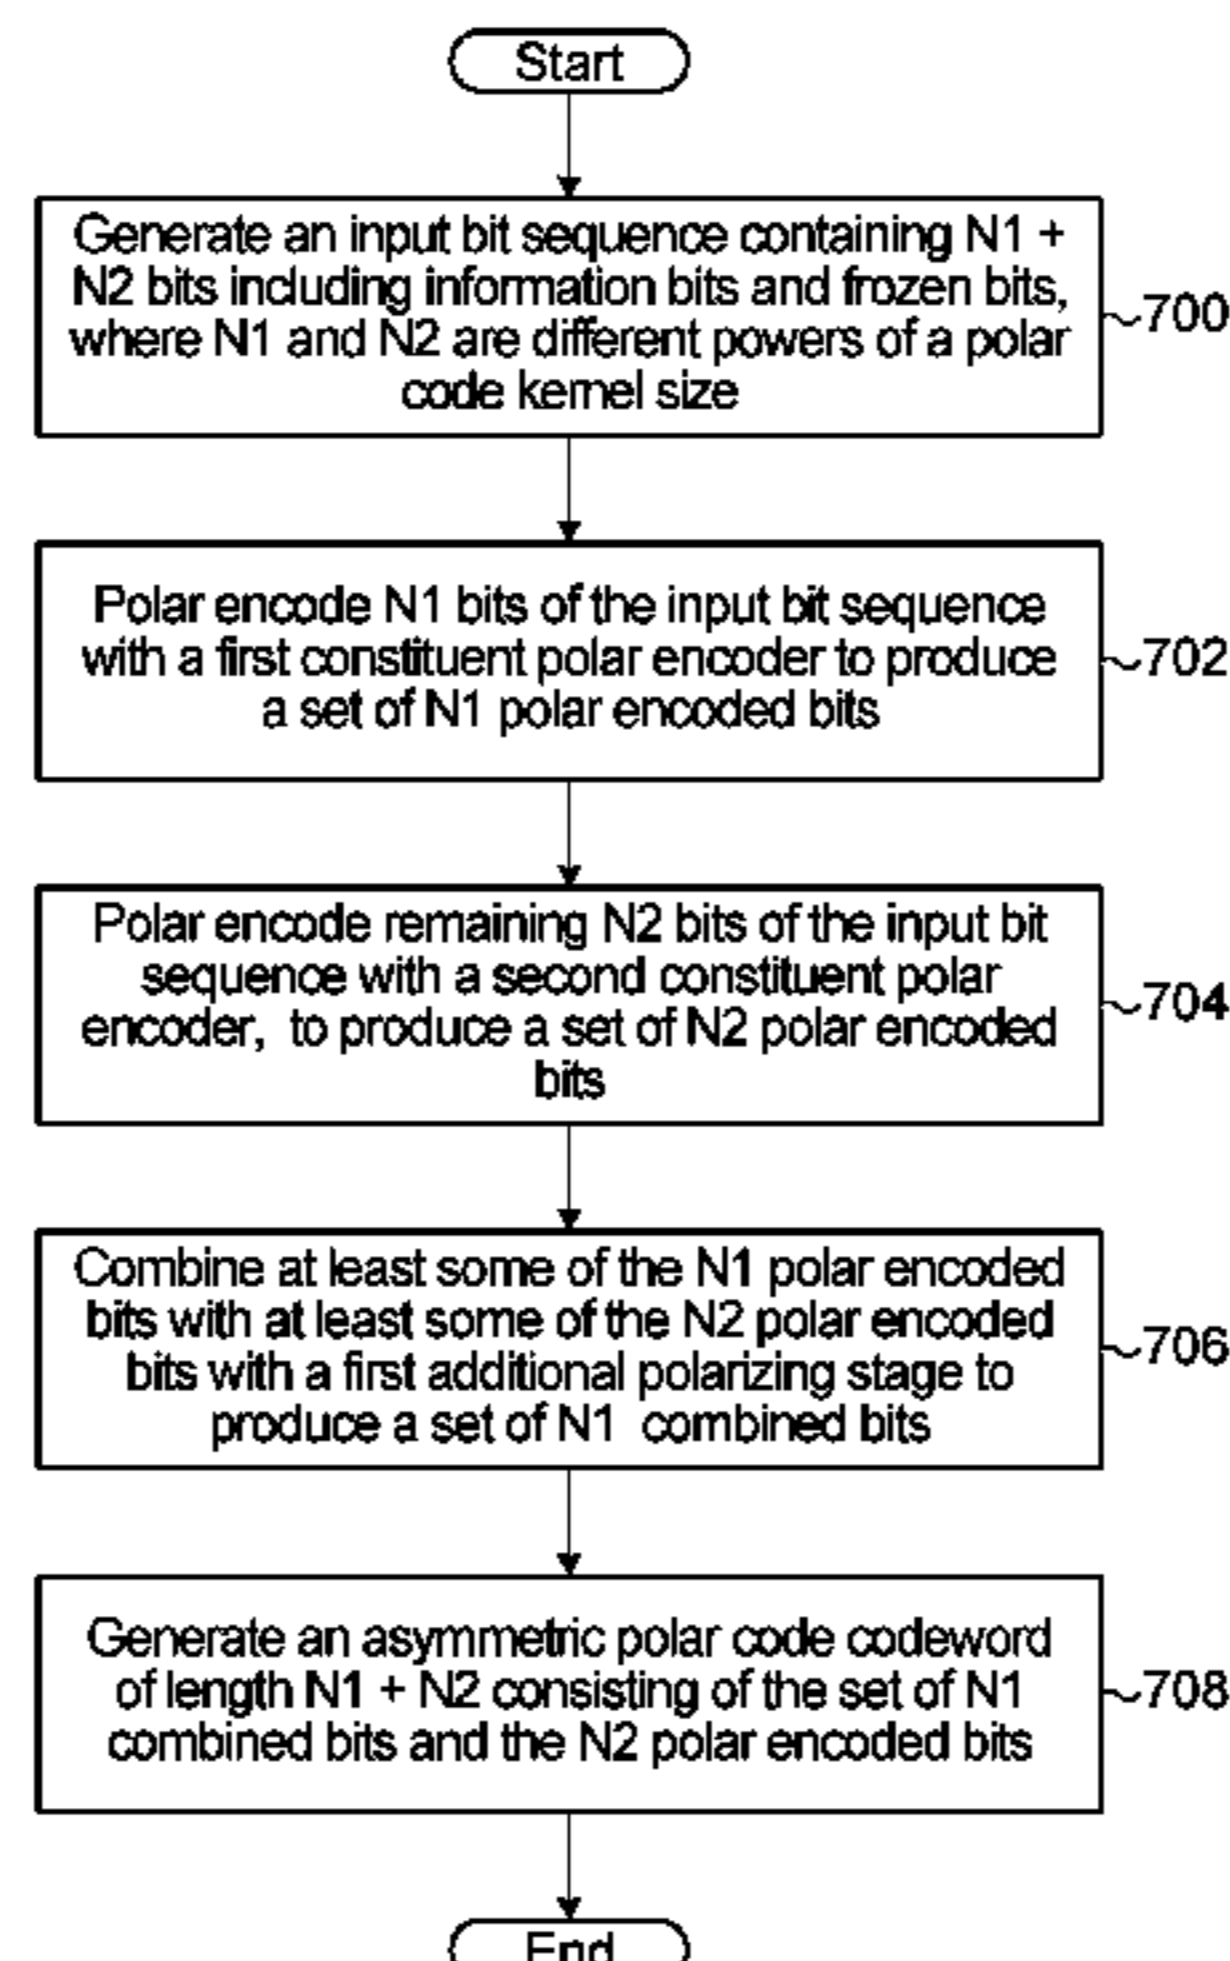 Start
Generate an input bit sequence containing N1 +
N2 bits including information bits and frozen bits,
where N1 and N2 are different powers of a polar
code kernel size
~700
Polar encode N1 bits of the input bit sequence
with a first constituent polar encoder to produce
a set of N1 polar encoded bits
~702
Polar encode remaining N2 bits of the input bit
sequence with a second constituent polar
encoder, to produce a set of N2 polar encoded
bits
~704
Combine at least some of the N1 polar encoded
bits with at least some of the N2 polar encoded
bits with a first additional polarizing stage to
produce a set of N1 combined bits
~706
Generate an asymmetric polar code codeword
of length N1 + N2 consisting of the set of N1
combined bits and the N2 polar encoded bits
~708
End